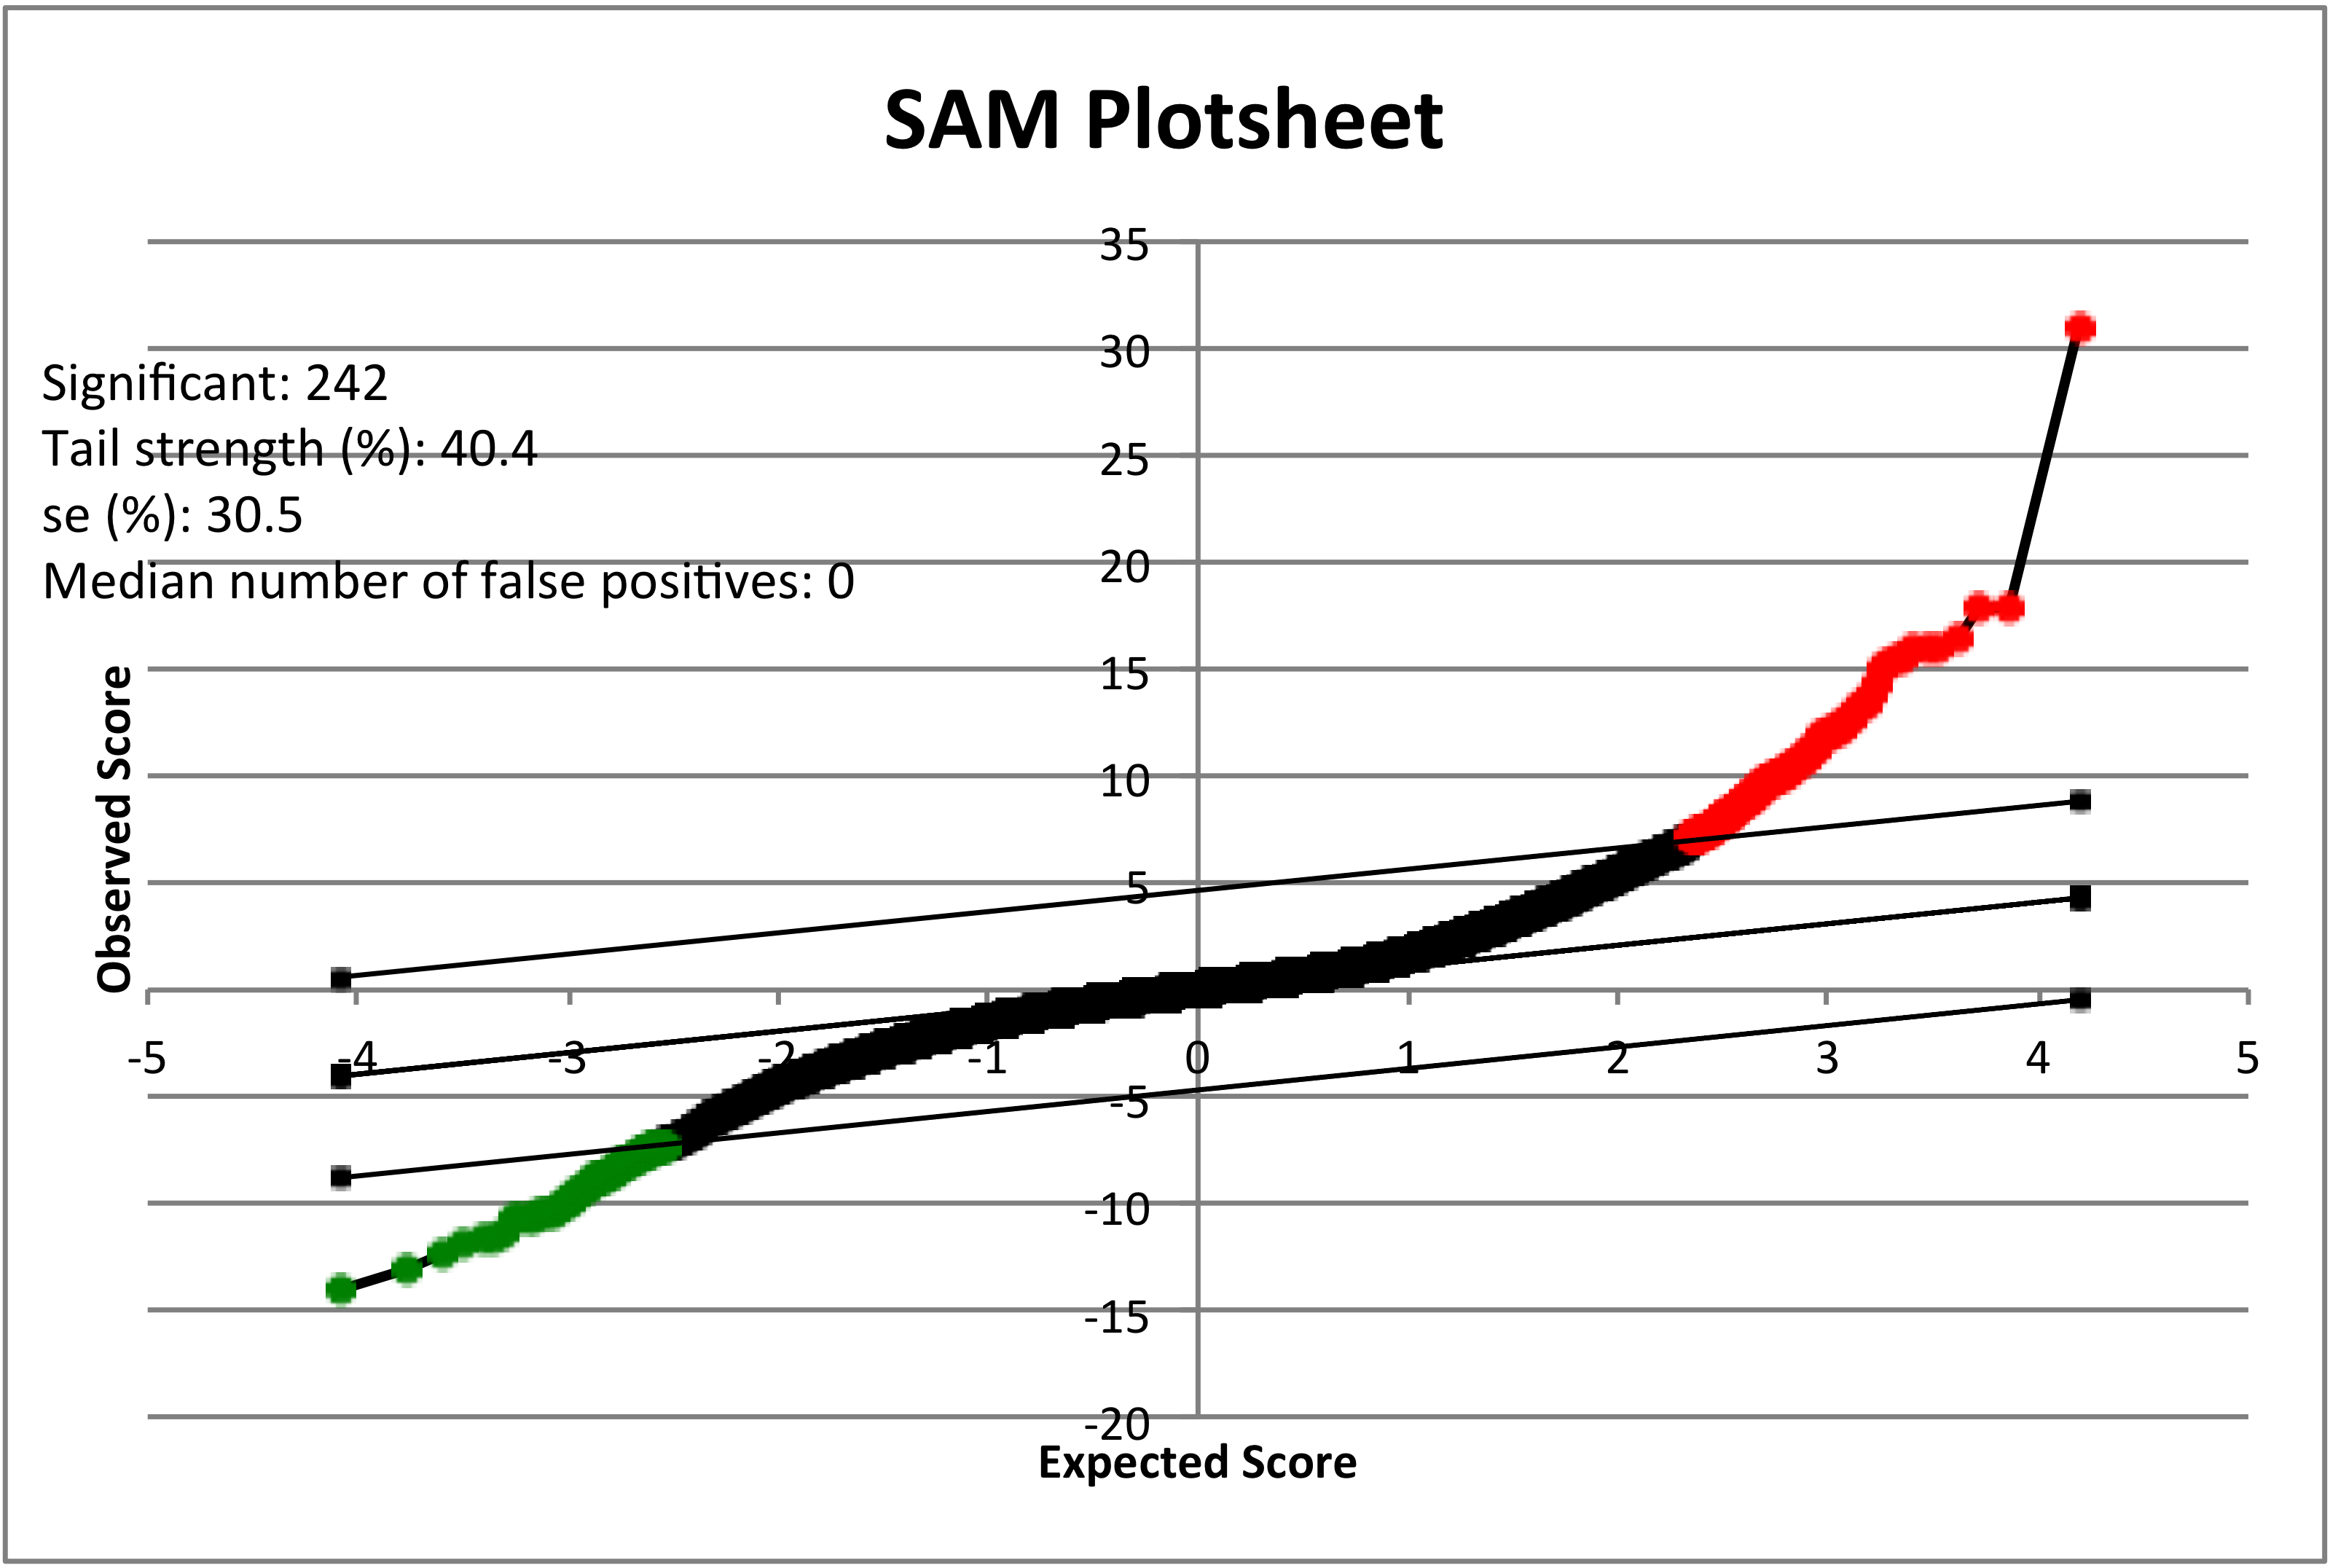 SAM Plotsheet
35
30
Significant: 242
Tail strength (%): 40.4
25
se (%): 30.5
20
Median number of false positives: 0
15
10
5
Observed Score
-5 -4 -3 -2 -1 0 1 2 3 4 5
-5
-10
-15
-20
Expected Score